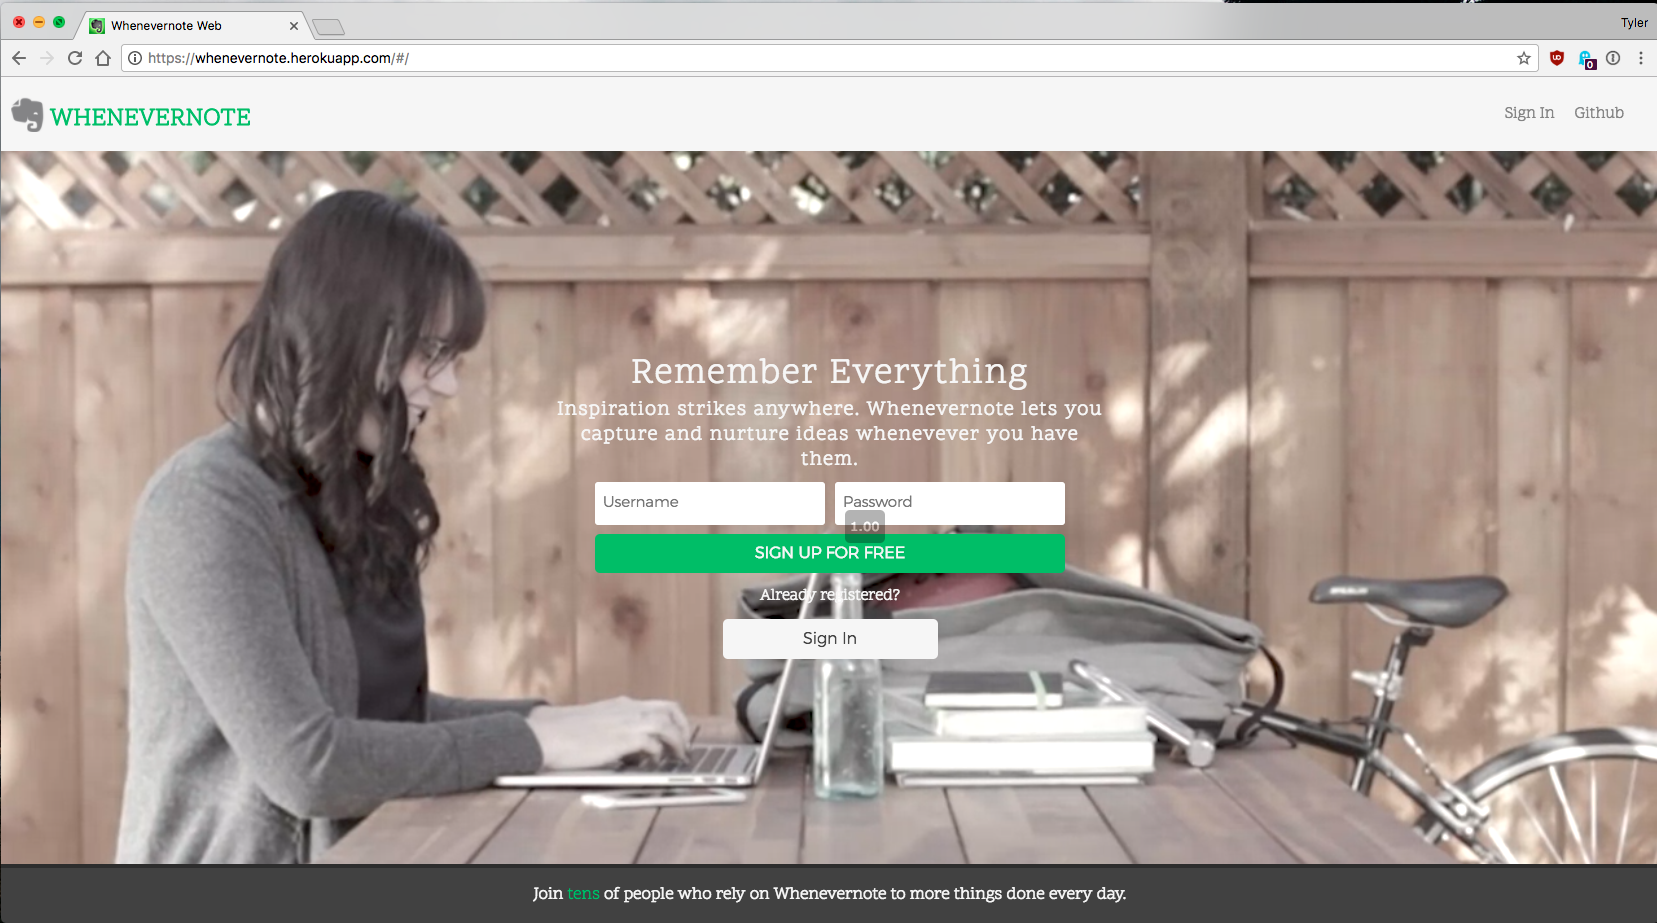 Whenevernote Web
Tyler
https://whenevernote.herokuapp.com/#/
0
WHENEVERNOTE
Sign In
Github
Remember Everything
Inspiration strikes anywhere. Whenevernote lets you
capture and nurture ideas whenevever you have
them.
Username
Password
1.00
SIGN UP FOR FREE
Already registered?
Sign In
Join tens of people who rely on Whenevernote to more things done every day.